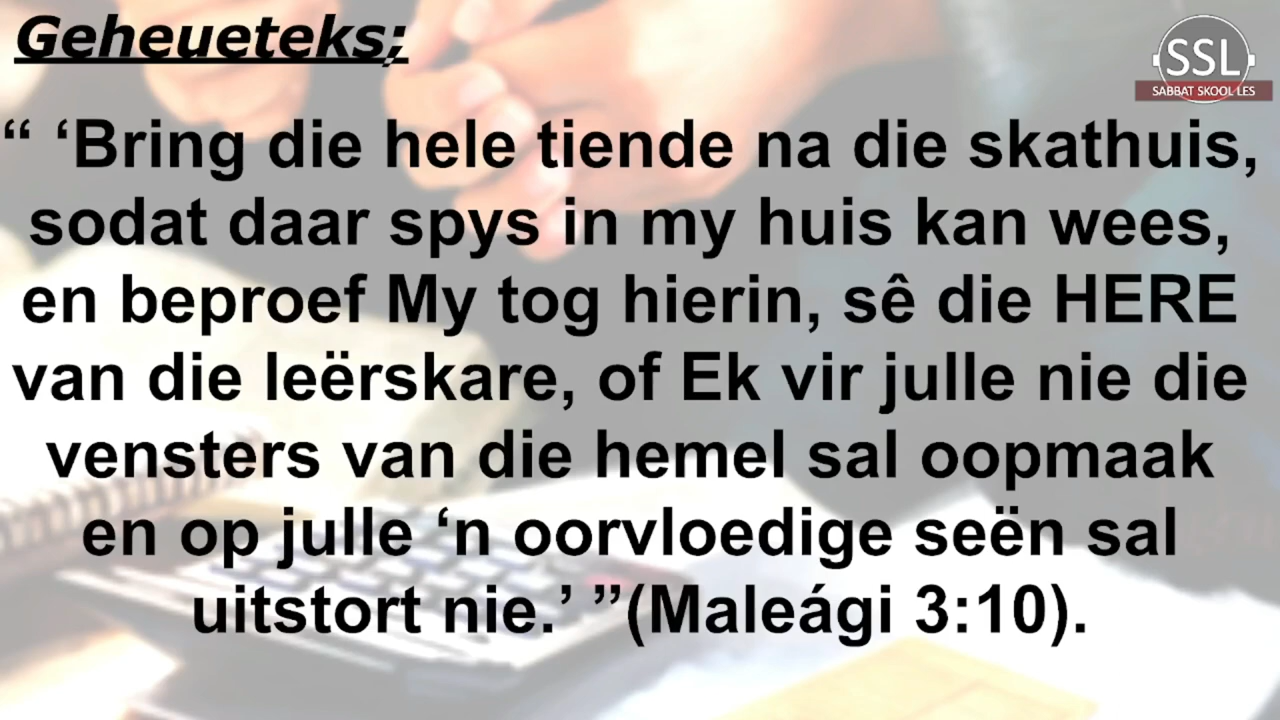 Geheueteks;
SSL
SABBAT SKOOL LES
“ ‘Bring die hele tiende na die skathuis,
sodat daar spys in my huis kan wees,
en beproef My tog hierin, sê die HERE
van die leërskare, of Ek vir julle nie die
vensters van die hemel sal oopmaak
en op julle ‘n oorvloedige seën sal
uitstort nie.’ ”(Maleági 3:10).